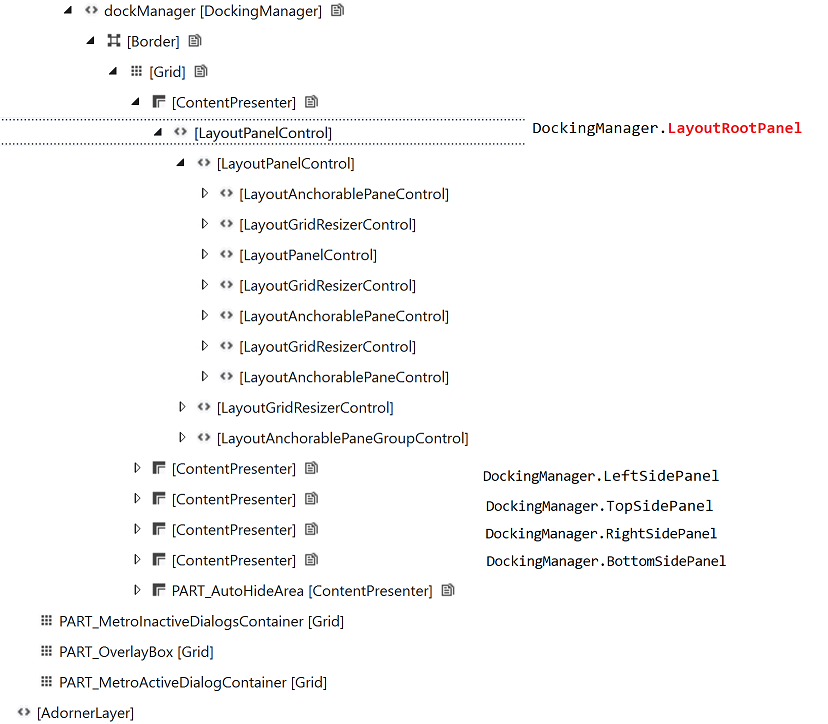 dockManager [DockingManager]
[Border]
[Grid]
[ContentPresenter]
[LayoutPanelControl] DockingManager.LayoutRootPanel
[LayoutPanelControl]
[LayoutAnchorablePaneControl]
[LayoutGridResizerControl]
[LayoutPanelControl]
[LayoutGridResizerControl]
[LayoutAnchorablePaneControl]
[LayoutGridResizerControl]
[LayoutAnchorablePaneControl]
[LayoutGridResizerControl]
[LayoutAnchorablePaneGroupControl]
[ContentPresenter] DockingManager.LeftSidePanel
[ContentPresenter] DockingManager.TopSidePanel
[ContentPresenter] DockingManager.RightSidePanel
[ContentPresenter] DockingManager.BottomSidePanel
PART_AutoHideArea [ContentPresenter]
PART_MetroInactiveDialogsContainer [Grid]
PART_OverlayBox [Grid]
PART_MetroActiveDialogContainer [Grid]
[AdornerLayer]